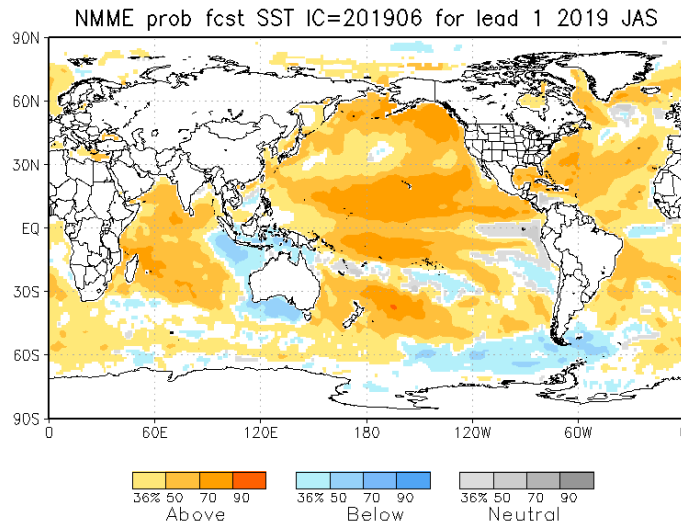 NMME prob fcst SST IC=201906 for lead 1 2019 JAS
90N
60N
30N
EQ
30S
60S
90S
0 60E 120E 180 120W 60W 0
36% 50 70 90 36% 50 70 90 36% 50 70 90
Above Below Neutral